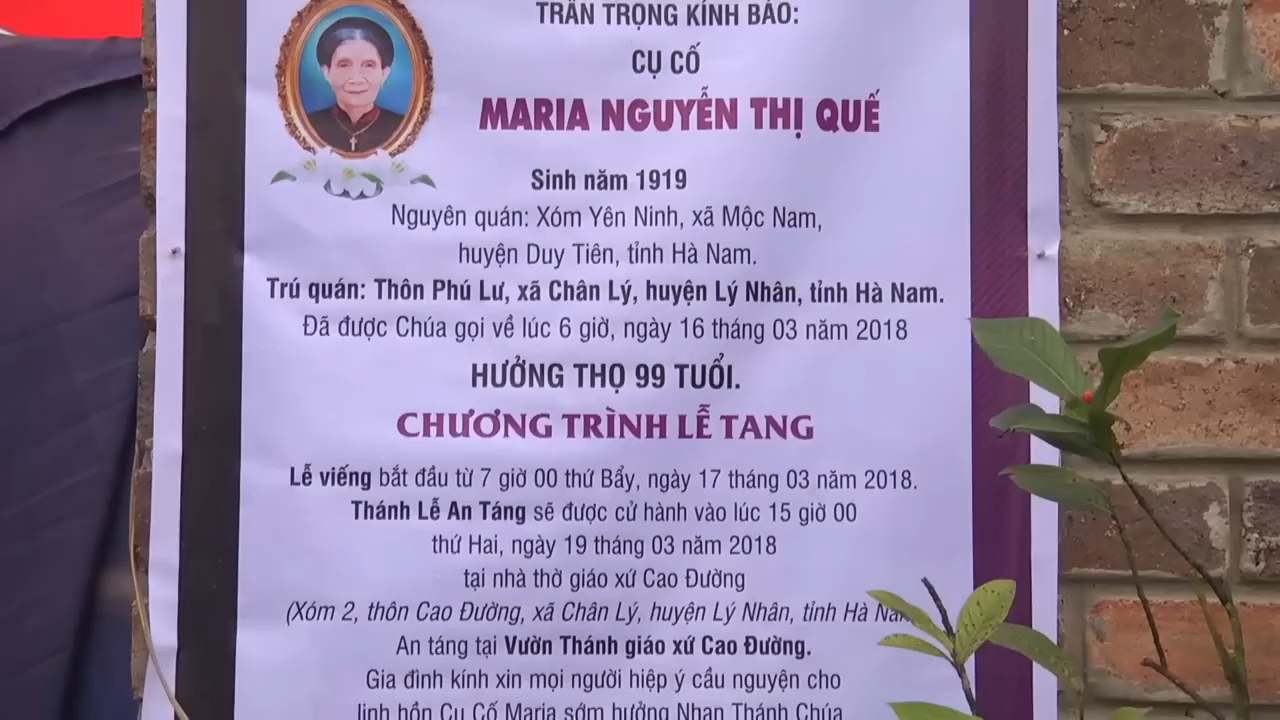 TRÂN TRỌNG KÍNH BÁO:
CỤ CỐ
MARIA NGUYỄN THỊ QUẾ
Sinh năm 1919
Nguyên quán: Xóm Yên Ninh, xã Mộc Nam,
huyện Duy Tiên, tỉnh Hà Nam.
Trú quán: Thôn Phú Lư, xã Chân Lý, huyện Lý Nhân, tỉnh Hà Nam.
Đã được Chúa gọi về lúc 6 giờ, ngày 16 tháng 03 năm 2018
HƯỞNG THỌ 99 TUỔI.
CHƯƠNG TRÌNH LỄ TANG
Lễ viếng bắt đầu từ 7 giờ 00 thứ Bẩy, ngày 17 tháng 03 năm 2018.
Thánh Lễ An Táng sẽ được cử hành vào lúc 15 giờ 00
thứ Hai, ngày 19 tháng 03 năm 2018
tại nhà thờ giáo xứ Cao Đường
(Xóm 2, thôn Cao Đường, xã Chân Lý, huyện Lý Nhân, tỉnh Hà
An táng tại Vườn Thánh giáo xứ Cao Đường.
Gia đình kính xin mọi người hiệp ý cầu nguyện cho
linh hồn Cụ Cố Maria sớm hưởng Nhan Thánh Chúa